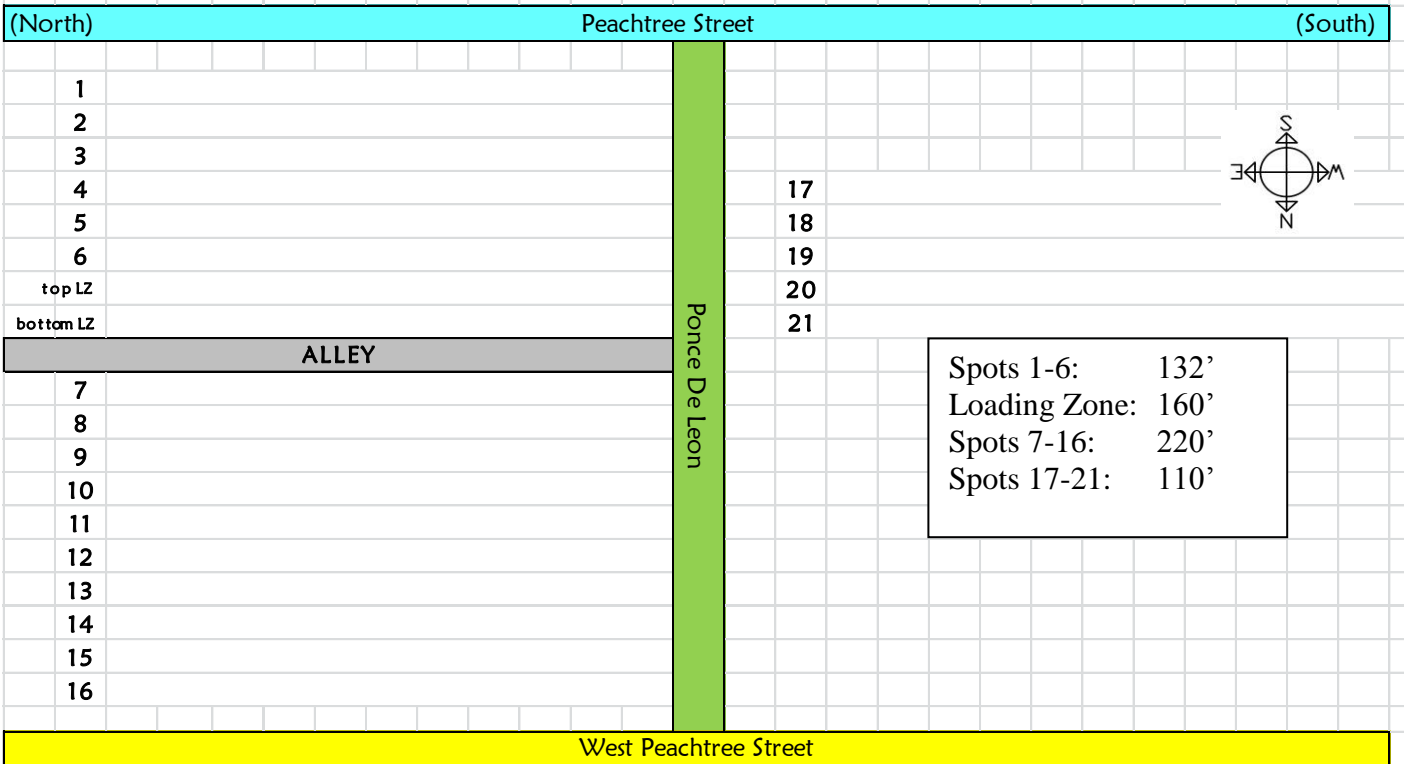 (North) Peachtree Street (South)
1
2
3
4
5
6
top LZ
bottom LZ
ALLEY
7
8
9
10
11
12
13
14
15
16
Ponce De Leon
17
18
19
20
21
S
E W
N
Spots 1-6: 132’
Loading Zone: 160’
Spots 7-16: 220’
Spots 17-21: 110’
West Peachtree Street